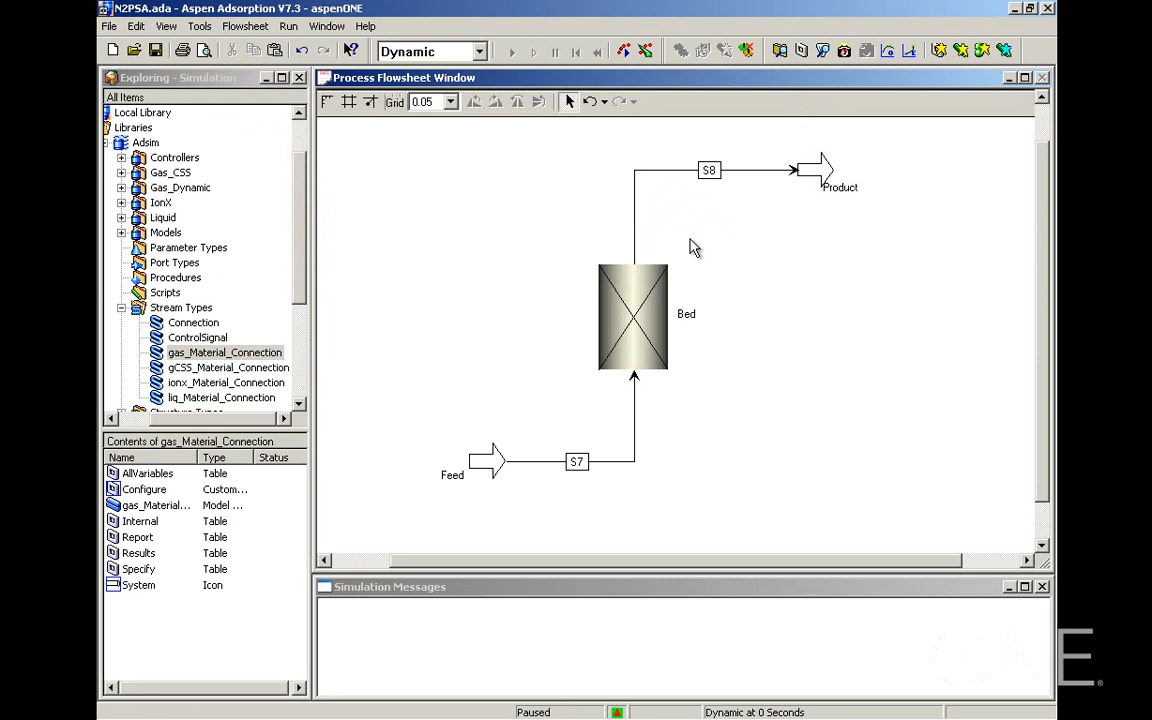 N2PSA.ada - Aspen Adsorption V7.3 - aspenONE
File Edit View Tools Flowsheet Run Window Help
Dynamic
Exploring - Simulation
All Items
Local Library
Libraries
Adsim
Controllers
Gas_CSS
Gas_Dynamic
IonX
Liquid
Models
Parameter Types
Port Types
Procedures
Scripts
Stream Types
Connection
ControlSignal
gas_Material_Connection
gCSS_Material_Connection
ionx_Material_Connection
liq_Material_Connection
Contents of gas_Material_Connection
Name Type Status
AllVariables Table
Configure Custom...
gas_Material... Model ...
Internal Table
Report Table
Results Table
Specify Table
System Icon
Process Flowsheet Window
Grid 0.05
S8
Product
Bed
S7
Feed
Simulation Messages
Paused Dynamic at 0 Seconds